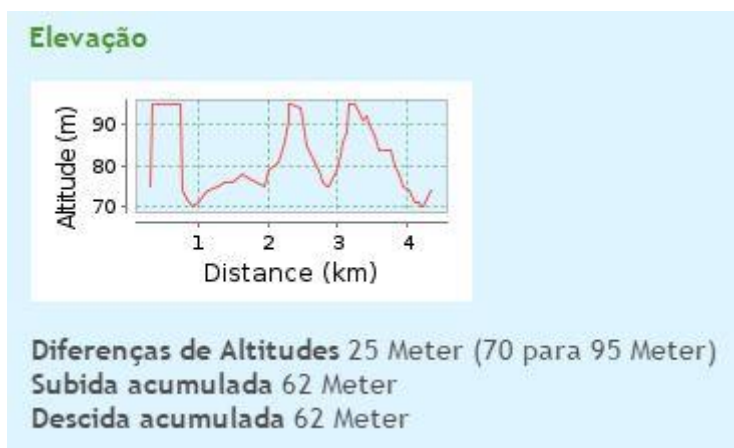 Elevação
Altitude (m)
90
80
70
1 2 3 4
Distance (km)
Diferenças de Altitudes 25 Meter (70 para 95 Meter)
Subida acumulada 62 Meter
Descida acumulada 62 Meter